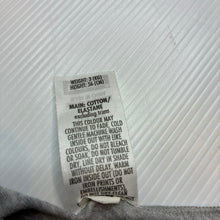 WEIGHT: 3 (KG)
HEIGHT: 56 (CM)
MAIN: COTTON/
ELASTANE
excluding trims
THIS COLOUR MAY
CONTINUE TO FADE, COLD
GENTLE MACHINE WASH
INSIDE OUT WITH LIKE
COLOURS, DO NOT BLEACH
OR SOAK, DO NOT TUMBLE
DRY, LINE DRY IN SHADE
WITHOUT DELAY, WARM
IRON INSIDE OUT (DO NOT
IRON PRINTS OR